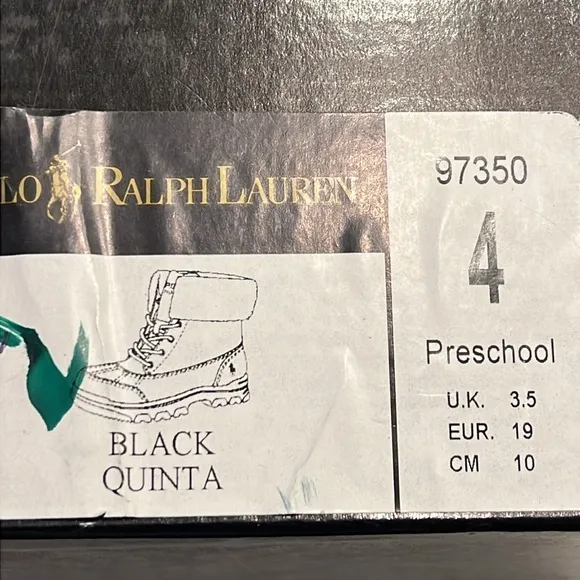 LO RALPH LAUREN
BLACK
QUINTA
97350
4
Preschool
U.K. 3.5
EUR. 19
CM 10